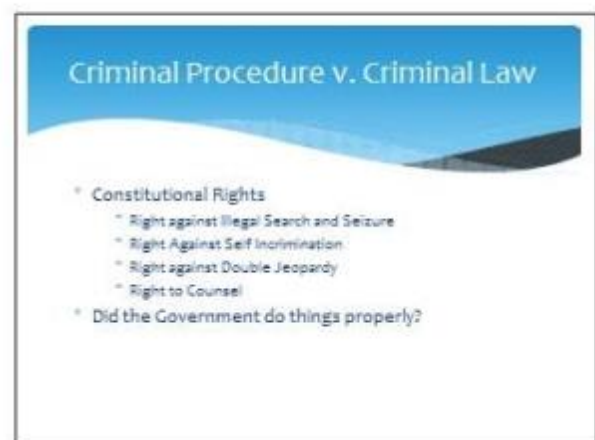 Criminal Procedure v. Criminal Law
* Constitutional Rights
* Right against Illegal Search and Seizure
* Right Against Self Incrimination
* Right against Double Jeopardy
* Right to Counsel
* Did the Government do things properly?